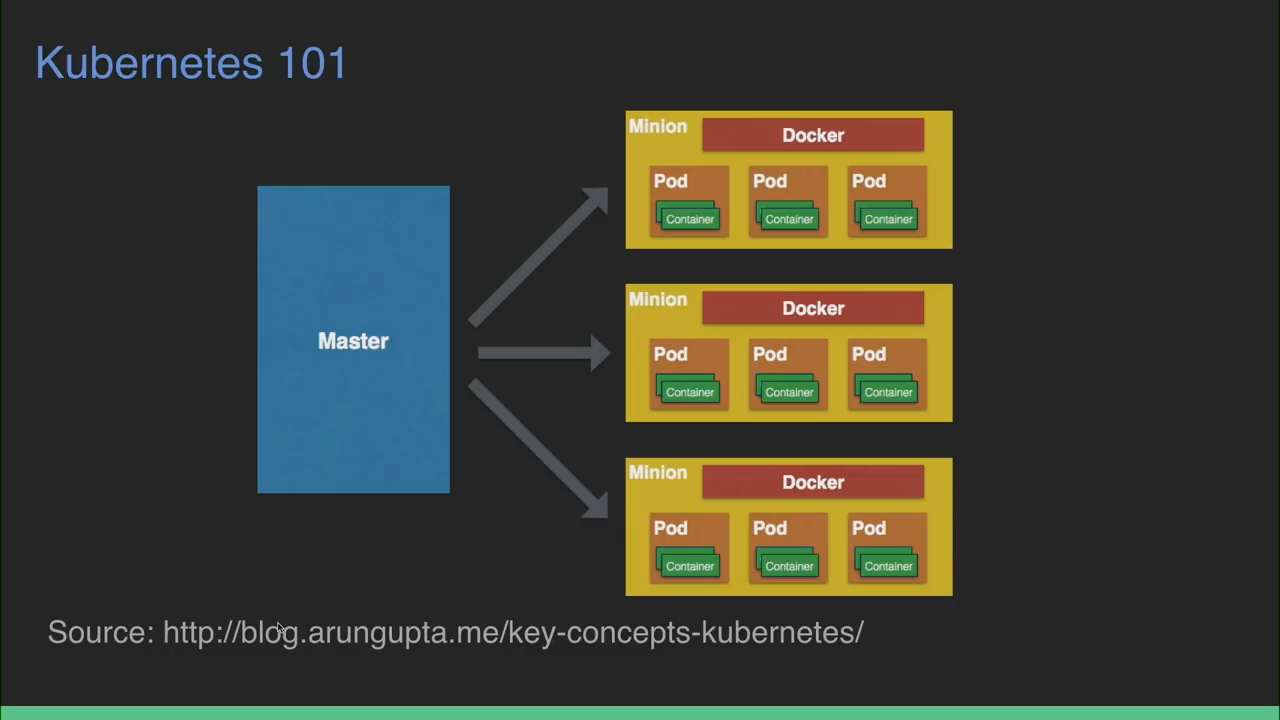 Kubernetes 101
Master
Minion
Docker
Pod Pod Pod
Container Container Container
Minion
Docker
Pod Pod Pod
Container Container Container
Minion
Docker
Pod Pod Pod
Container Container Container
Source: http://blog.arungupta.me/key-concepts-kubernetes/